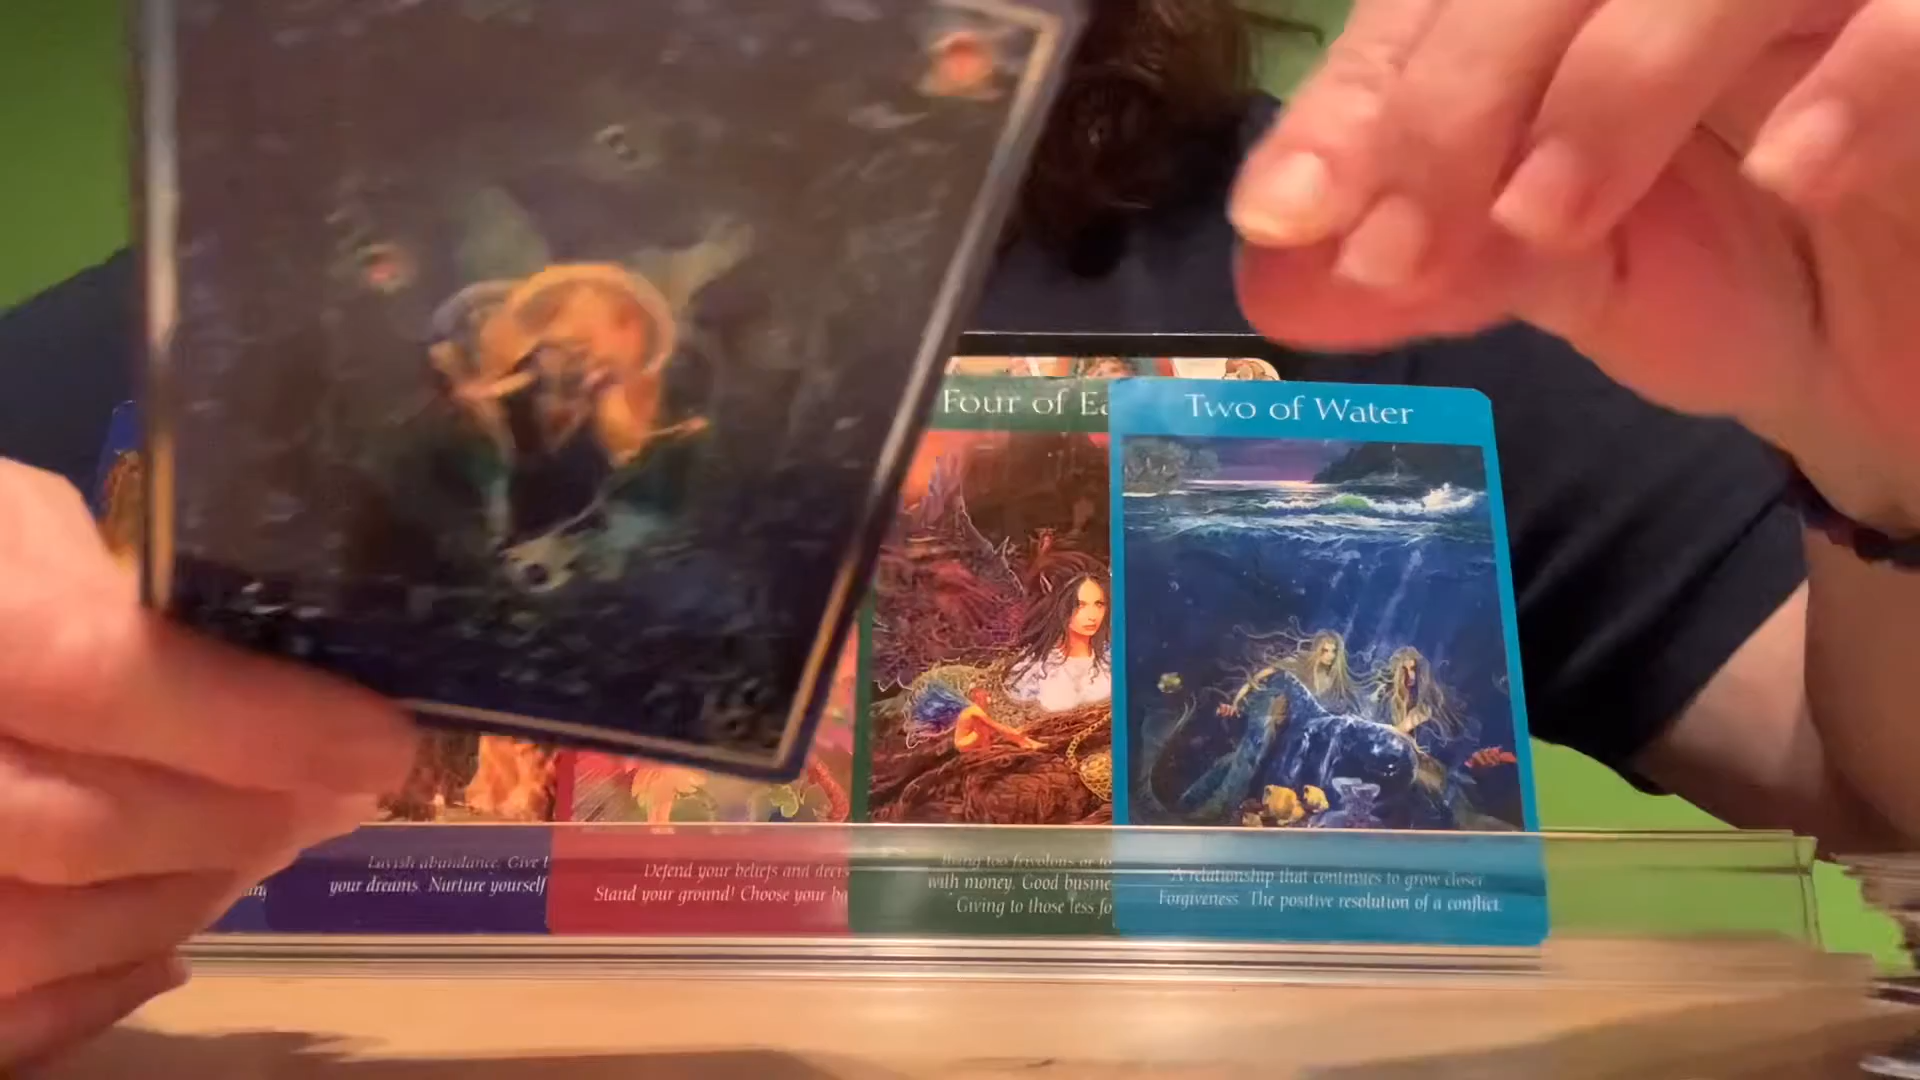 Four of Ea
Two of Water
Lavish abundance. Give
your dreams. Nurture yourself
Defend your beliefs and
Stand your ground! Choose your ba
Being too frivolous or
with money. Good busine
Giving to those less fo
A relationship that continues to grow closer
Forgiveness. The positive resolution of a conflict.
ing